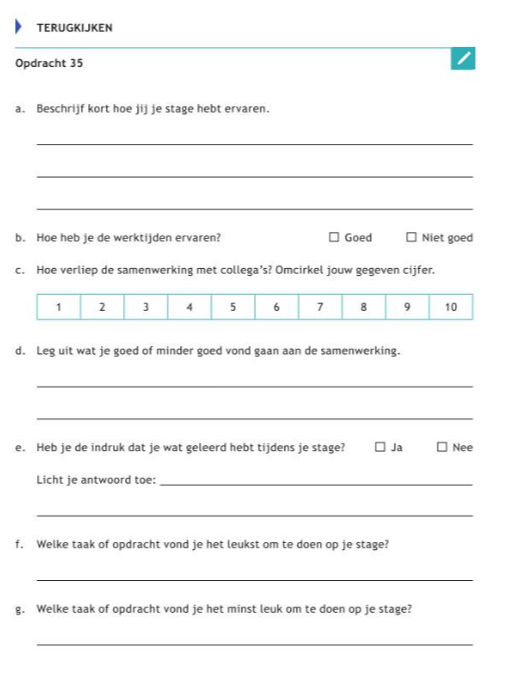 TERUGKIJKEN
Opdracht 35
a. Beschrijf kort hoe jij je stage hebt ervaren.
b. Hoe heb je de werktijden ervaren? ☐ Goed ☐ Niet goed
c. Hoe verliep de samenwerking met collega's? Omcirkel jouw gegeven cijfer.
1 2 3 4 5 6 7 8 9 10
d. Leg uit wat je goed of minder goed vond gaan aan de samenwerking.
e. Heb je de indruk dat je wat geleerd hebt tijdens je stage? ☐ Ja ☐ Nee
Licht je antwoord toe:
f. Welke taak of opdracht vond je het leukst om te doen op je stage?
g. Welke taak of opdracht vond je het minst leuk om te doen op je stage?